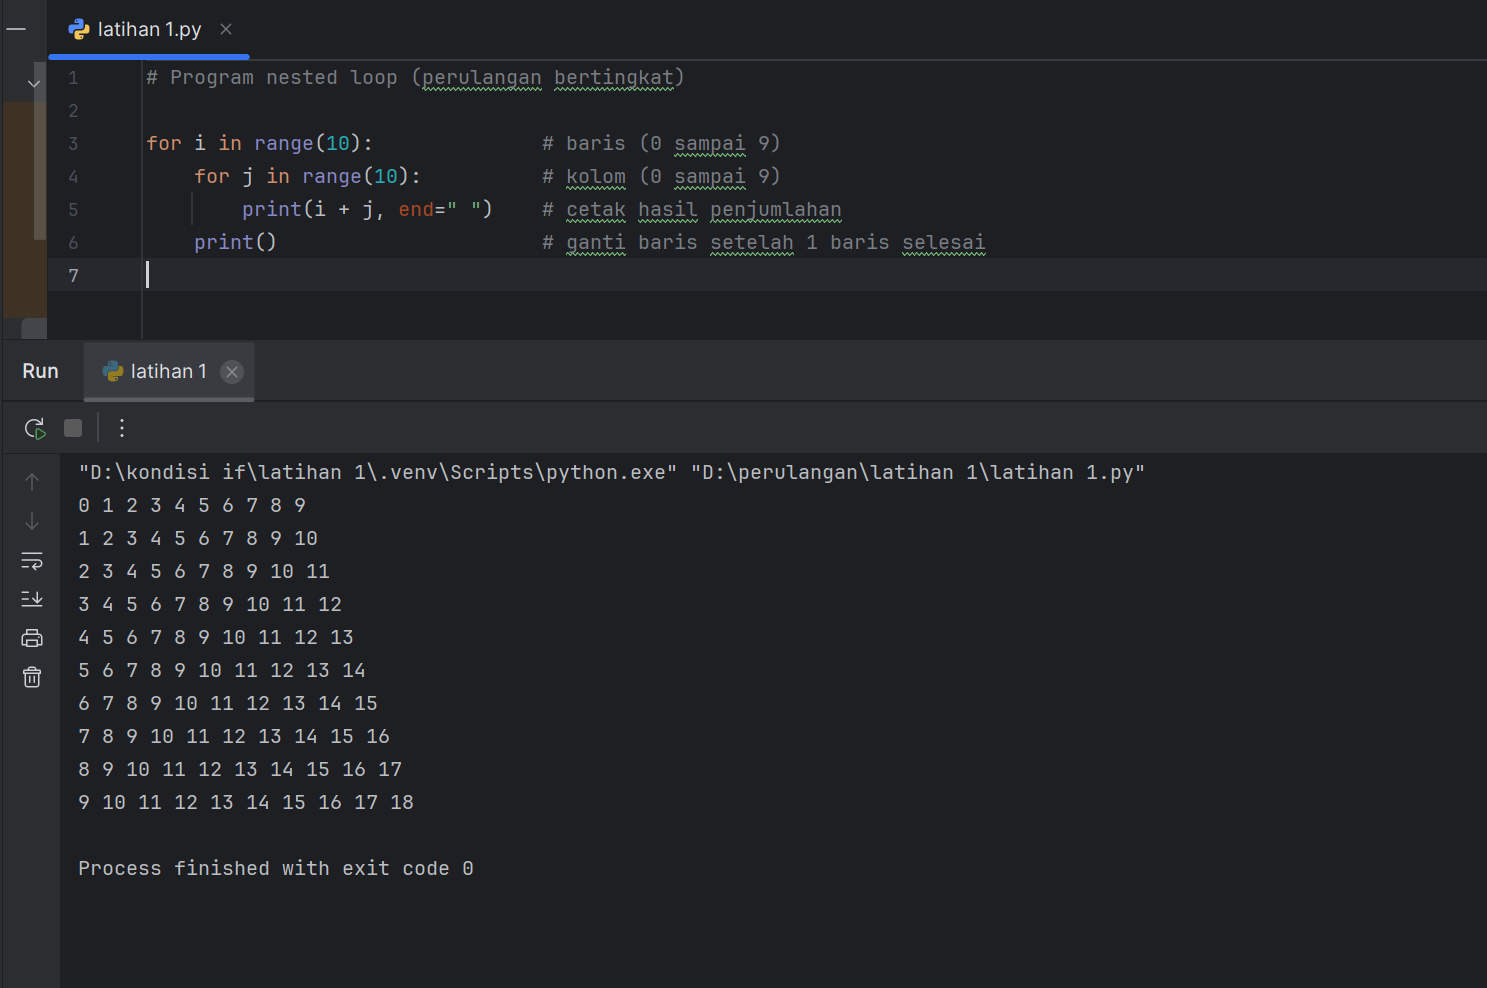 latihan 1.py
1 # Program nested loop (perulangan bertingkat)
2
3 for i in range(10):              # baris (0 sampai 9)
4     for j in range(10):          # kolom (0 sampai 9)
5         print(i + j, end=" ")    # cetak hasil penjumlahan
6     print()                      # ganti baris setelah 1 baris selesai
7
Run latihan 1
"D:\kondisi if\latihan 1\.venv\Scripts\python.exe" "D:\perulangan\latihan 1\latihan 1.py"
0 1 2 3 4 5 6 7 8 9
1 2 3 4 5 6 7 8 9 10
2 3 4 5 6 7 8 9 10 11
3 4 5 6 7 8 9 10 11 12
4 5 6 7 8 9 10 11 12 13
5 6 7 8 9 10 11 12 13 14
6 7 8 9 10 11 12 13 14 15
7 8 9 10 11 12 13 14 15 16
8 9 10 11 12 13 14 15 16 17
9 10 11 12 13 14 15 16 17 18
Process finished with exit code 0